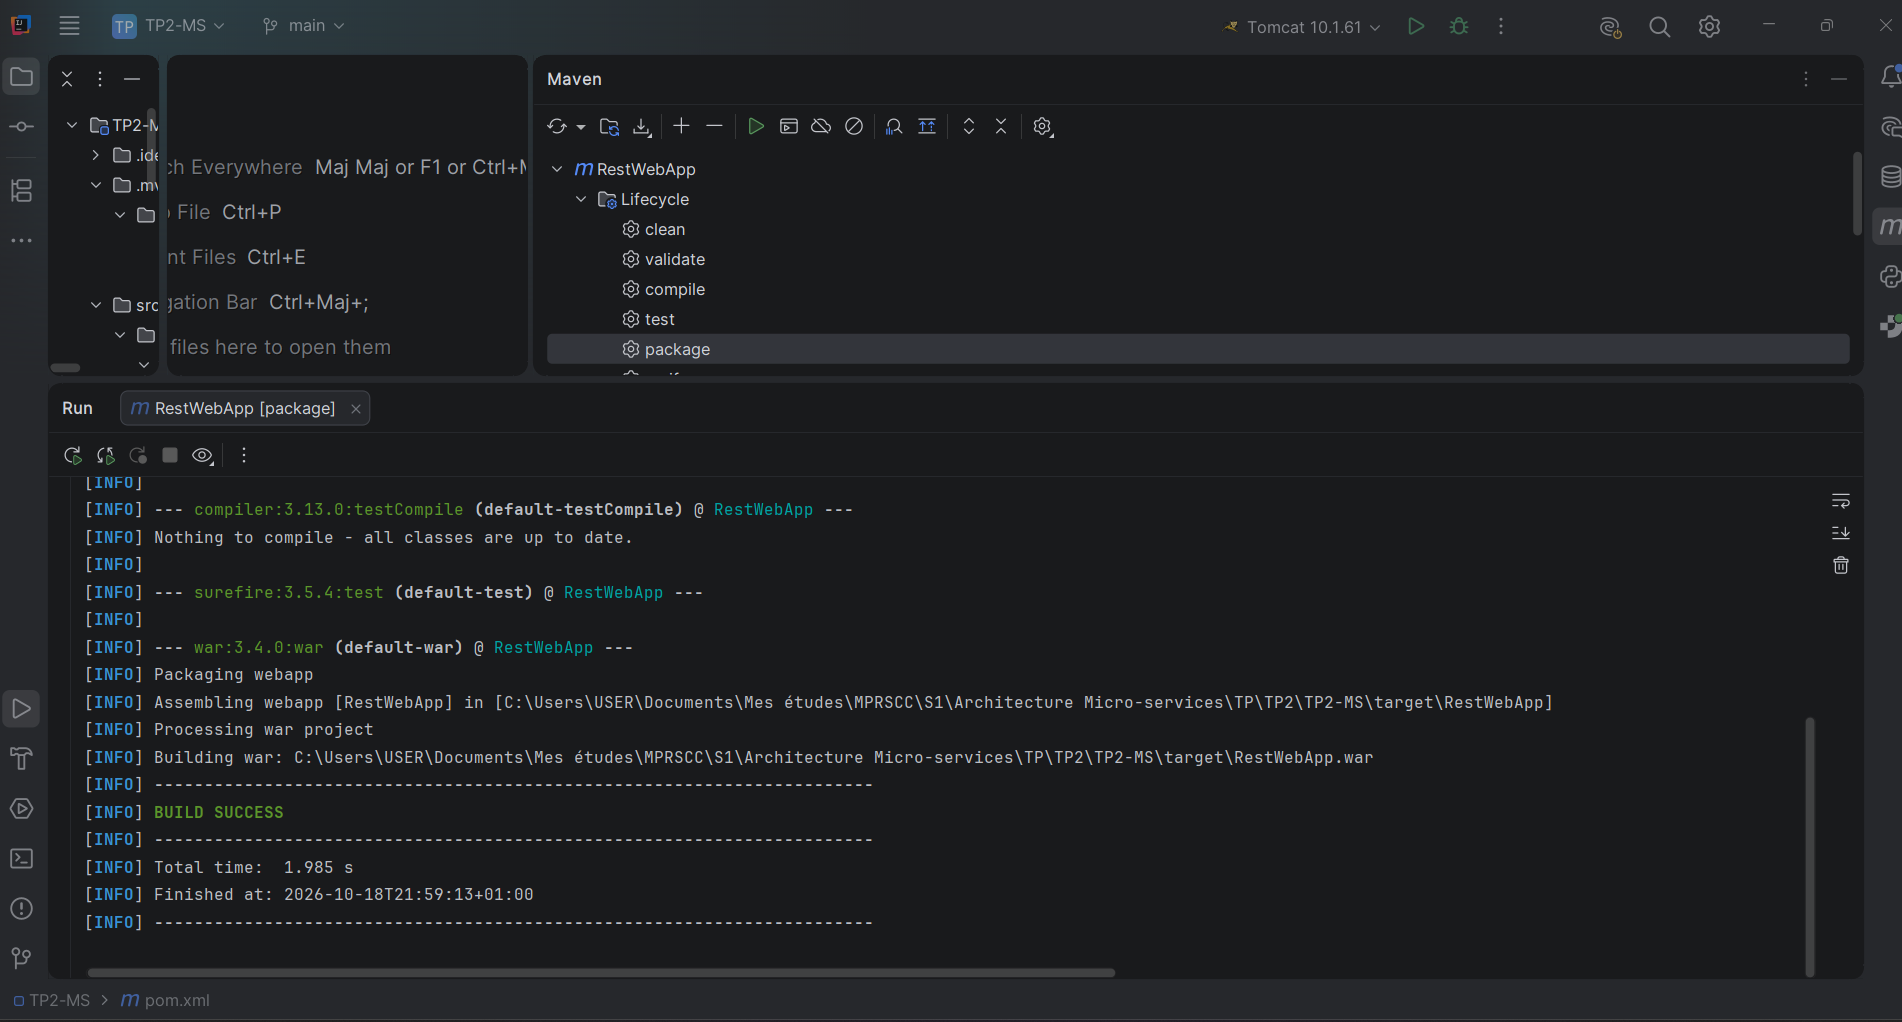 TP TP2-MS main Tomcat 10.1.61
Maven
TP2-M
.ide
.mv
src
ch Everywhere Maj Maj or F1 or Ctrl+M
File Ctrl+P
nt Files Ctrl+E
gation Bar Ctrl+Maj+;
files here to open them
m RestWebApp
Lifecycle
clean
validate
compile
test
package
Run m RestWebApp [package]
[INFO]
[INFO] --- compiler:3.13.0:testCompile (default-testCompile) @ RestWebApp ---
[INFO] Nothing to compile - all classes are up to date.
[INFO]
[INFO] --- surefire:3.5.4:test (default-test) @ RestWebApp ---
[INFO]
[INFO] --- war:3.4.0:war (default-war) @ RestWebApp ---
[INFO] Packaging webapp
[INFO] Assembling webapp [RestWebApp] in [C:\Users\USER\Documents\Mes études\MPRSCC\S1\Architecture Micro-services\TP\TP2\TP2-MS\target\RestWebApp]
[INFO] Processing war project
[INFO] Building war: C:\Users\USER\Documents\Mes études\MPRSCC\S1\Architecture Micro-services\TP\TP2\TP2-MS\target\RestWebApp.war
[INFO] ------------------------------------------------------------------------
[INFO] BUILD SUCCESS
[INFO] ------------------------------------------------------------------------
[INFO] Total time:  1.985 s
[INFO] Finished at: 2026-10-18T21:59:13+01:00
[INFO] ------------------------------------------------------------------------
TP2-MS > m pom.xml